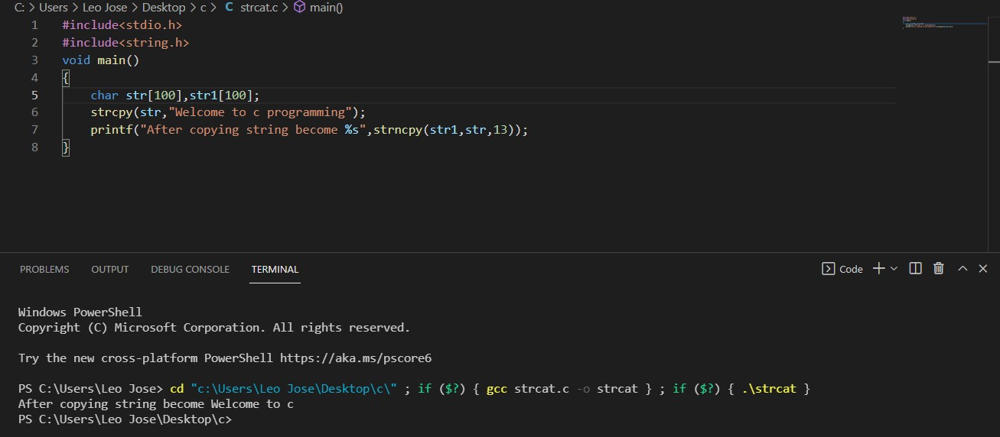 C: > Users > Leo Jose > Desktop > c > C strcat.c > main()
1 #include<stdio.h>
2 #include<string.h>
3 void main()
4 {
5 char str[100],str1[100];
6 strcpy(str,"Welcome to c programming");
7 printf("After copying string become %s",strncpy(str1,str,13));
8 }
PROBLEMS OUTPUT DEBUG CONSOLE TERMINAL Code
Windows PowerShell
Copyright (C) Microsoft Corporation. All rights reserved.
Try the new cross-platform PowerShell https://aka.ms/pscore6
PS C:\Users\Leo Jose> cd "c:\Users\Leo Jose\Desktop\c\" ; if ($?) { gcc strcat.c -o strcat } ; if ($?) { .\strcat }
After copying string become Welcome to c
PS C:\Users\Leo Jose\Desktop\c>